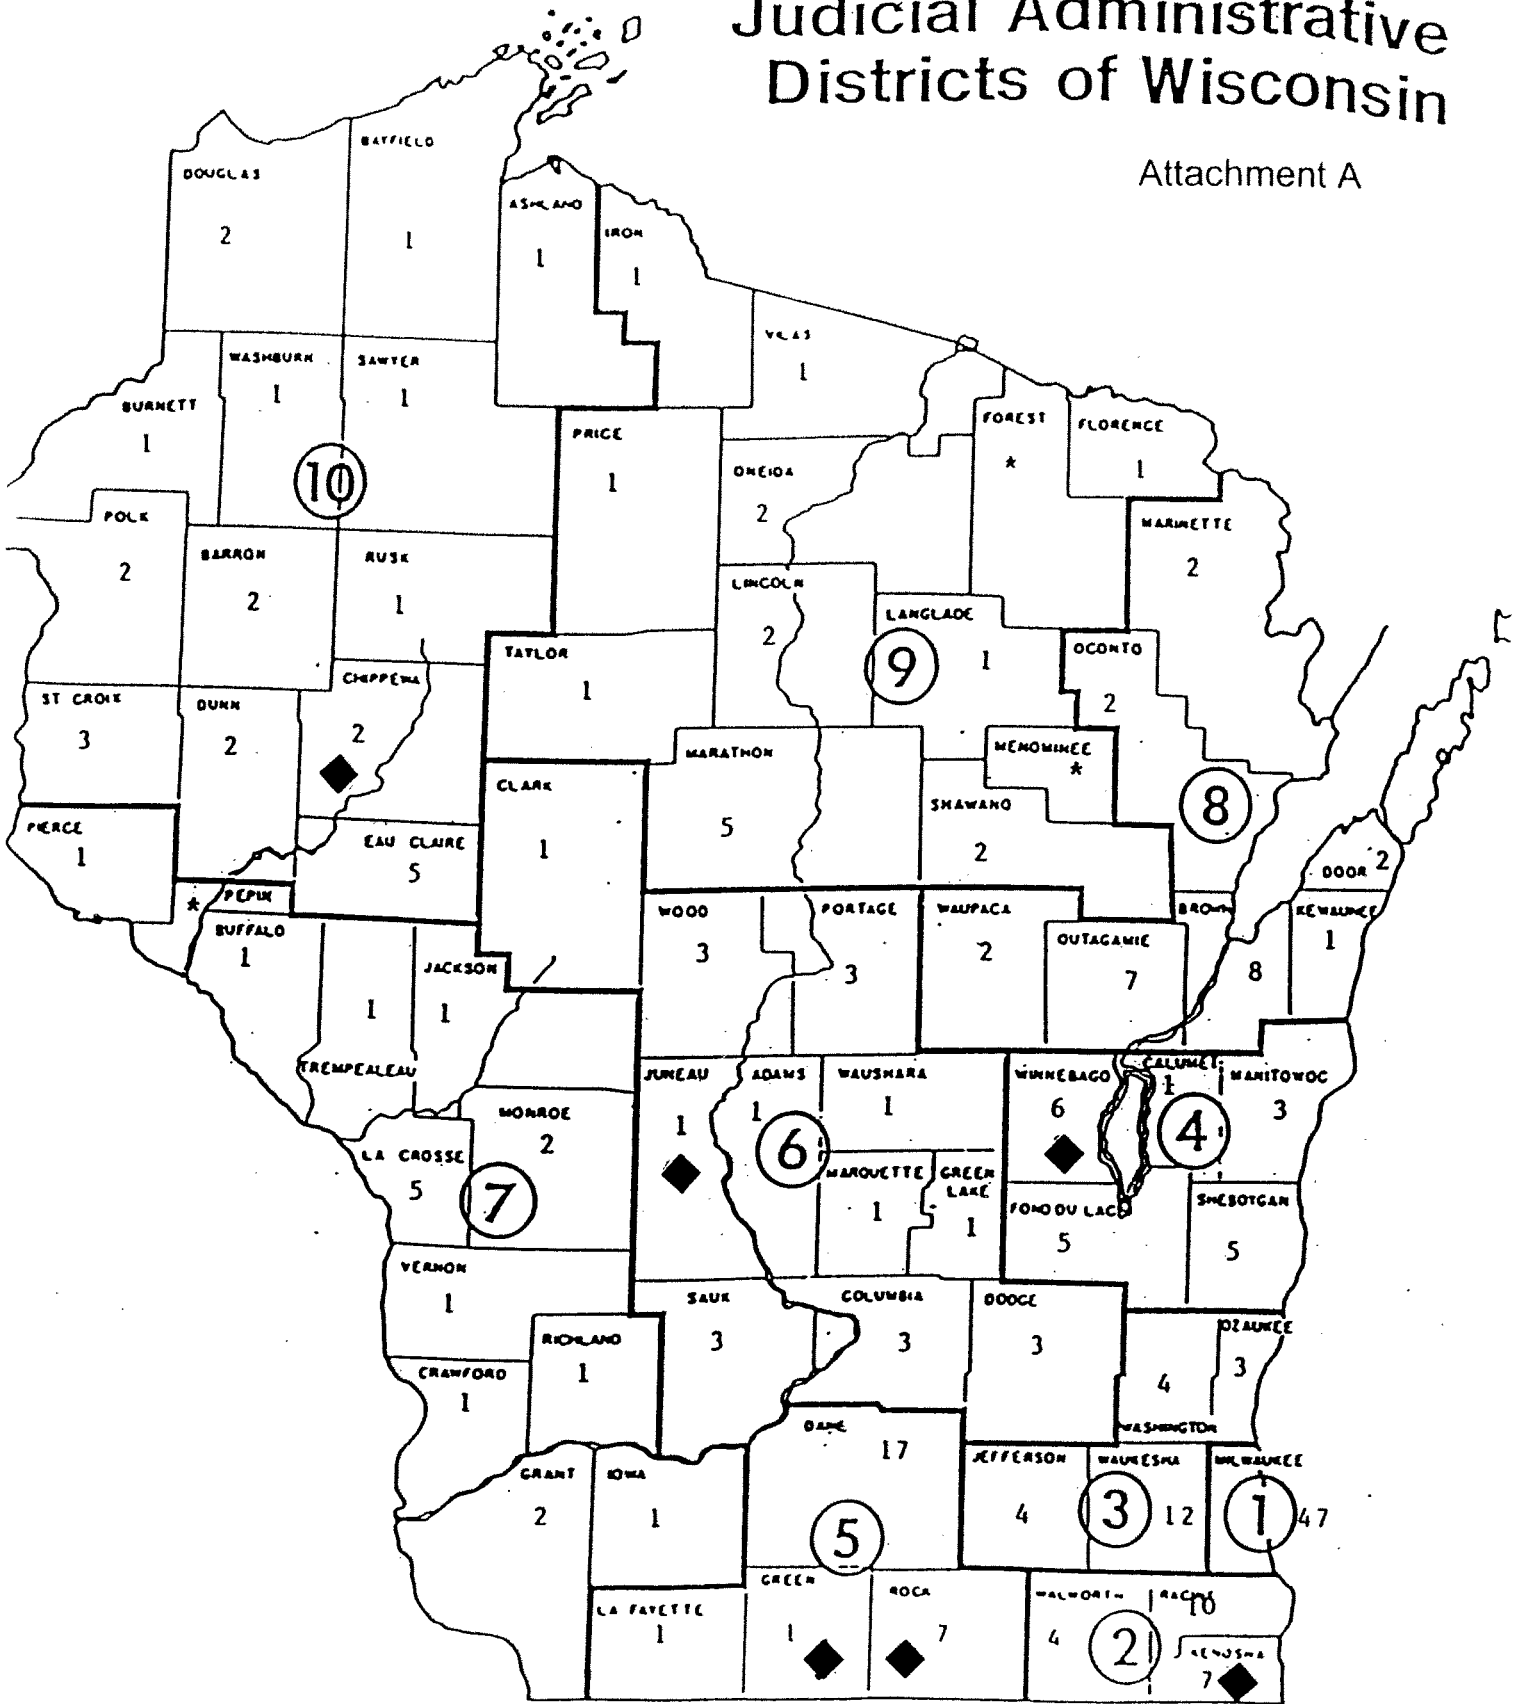 Judicial Administrative
Districts of Wisconsin
Attachment A
BAYFIELD
1
DOUGLAS
2
ASHLAND
1
IRON
1
VILAS
1
WASHBURN
1
SAWYER
1
BURNETT
1
10
PRICE
1
ONEIDA
2
FOREST
*
FLORENCE
1
MARINETTE
2
POLK
2
BARRON
2
RUSK
1
LINCOLN
2
LANGLADE
1
9
OCONTO
2
TAYLOR
1
ST CROIX
3
DUNN
2
CHIPPEWA
2
MARATHON
5
MENOMINEE
*
CLARK
1
SHAWANO
2
8
PIERCE
1
EAU CLAIRE
5
DOOR 2
* PEPIN
BUFFALO
1
WOOD
3
PORTAGE
3
WAUPACA
2
OUTAGAMIE
7
BROWN
8
KEWAUNEE
1
JACKSON
1
1
TREMPEALEAU
JUNEAU
1
ADAMS
1
6
WAUSHARA
1
WINNEBAGO
6
CALUMET
1
4
MANITOWOC
3
MONROE
2
LA CROSSE
5
7
MARQUETTE
1
GREEN
LAKE
1
FOND DU LAC
5
SHEBOYGAN
5
VERNON
1
SAUK
3
COLUMBIA
3
DODGE
3
OZAUKEE
3
RICHLAND
1
CRAWFORD
1
4
WASHINGTON
DANE
17
JEFFERSON
4
WAUKESHA
3
12
MILWAUKEE
1
47
GRANT
2
IOWA
1
5
GREEN
1
ROCK
7
LA FAYETTE
1
WALWORTH
4
2
RACINE
10
KENOSHA
7